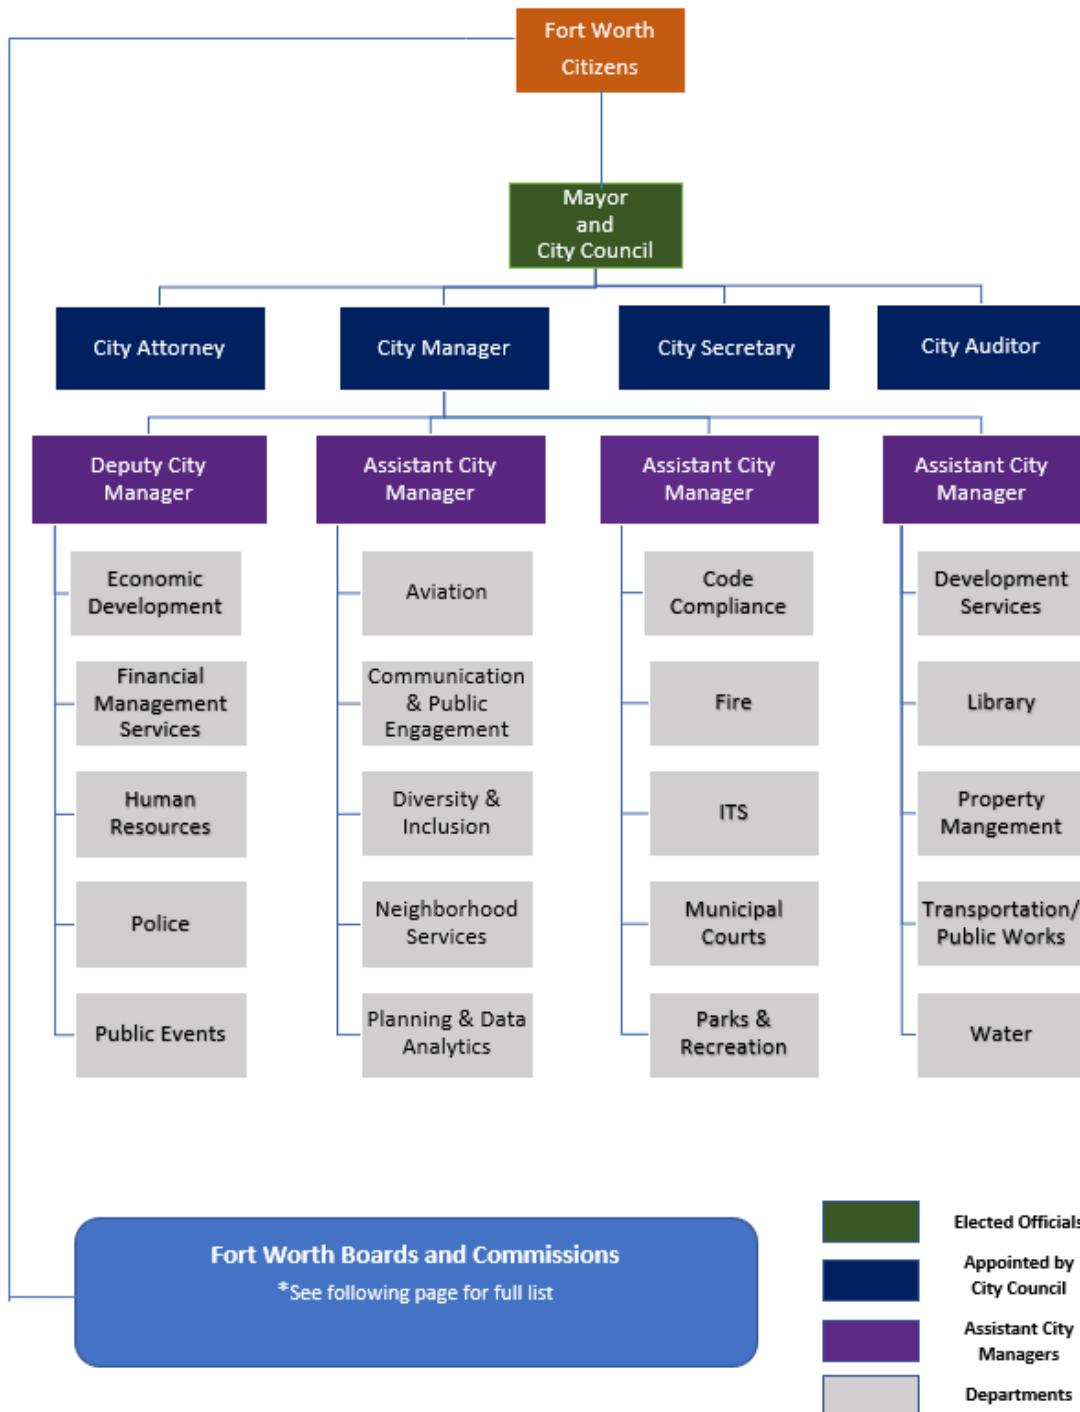 Fort Worth
Citizens
Mayor
and
City Council
City Attorney
City Manager
City Secretary
City Auditor
Deputy City
Manager
Assistant City
Manager
Assistant City
Manager
Assistant City
Manager
Economic
Development
Aviation
Code
Compliance
Development
Services
Financial
Management
Services
Communication
& Public
Engagement
Fire
Library
Human
Resources
Diversity &
Inclusion
ITS
Property
Mangement
Police
Neighborhood
Services
Municipal
Courts
Transportation/
Public Works
Public Events
Planning & Data
Analytics
Parks &
Recreation
Water
Fort Worth Boards and Commissions
*See following page for full list
Elected Officials
Appointed by
City Council
Assistant City
Managers
Departments